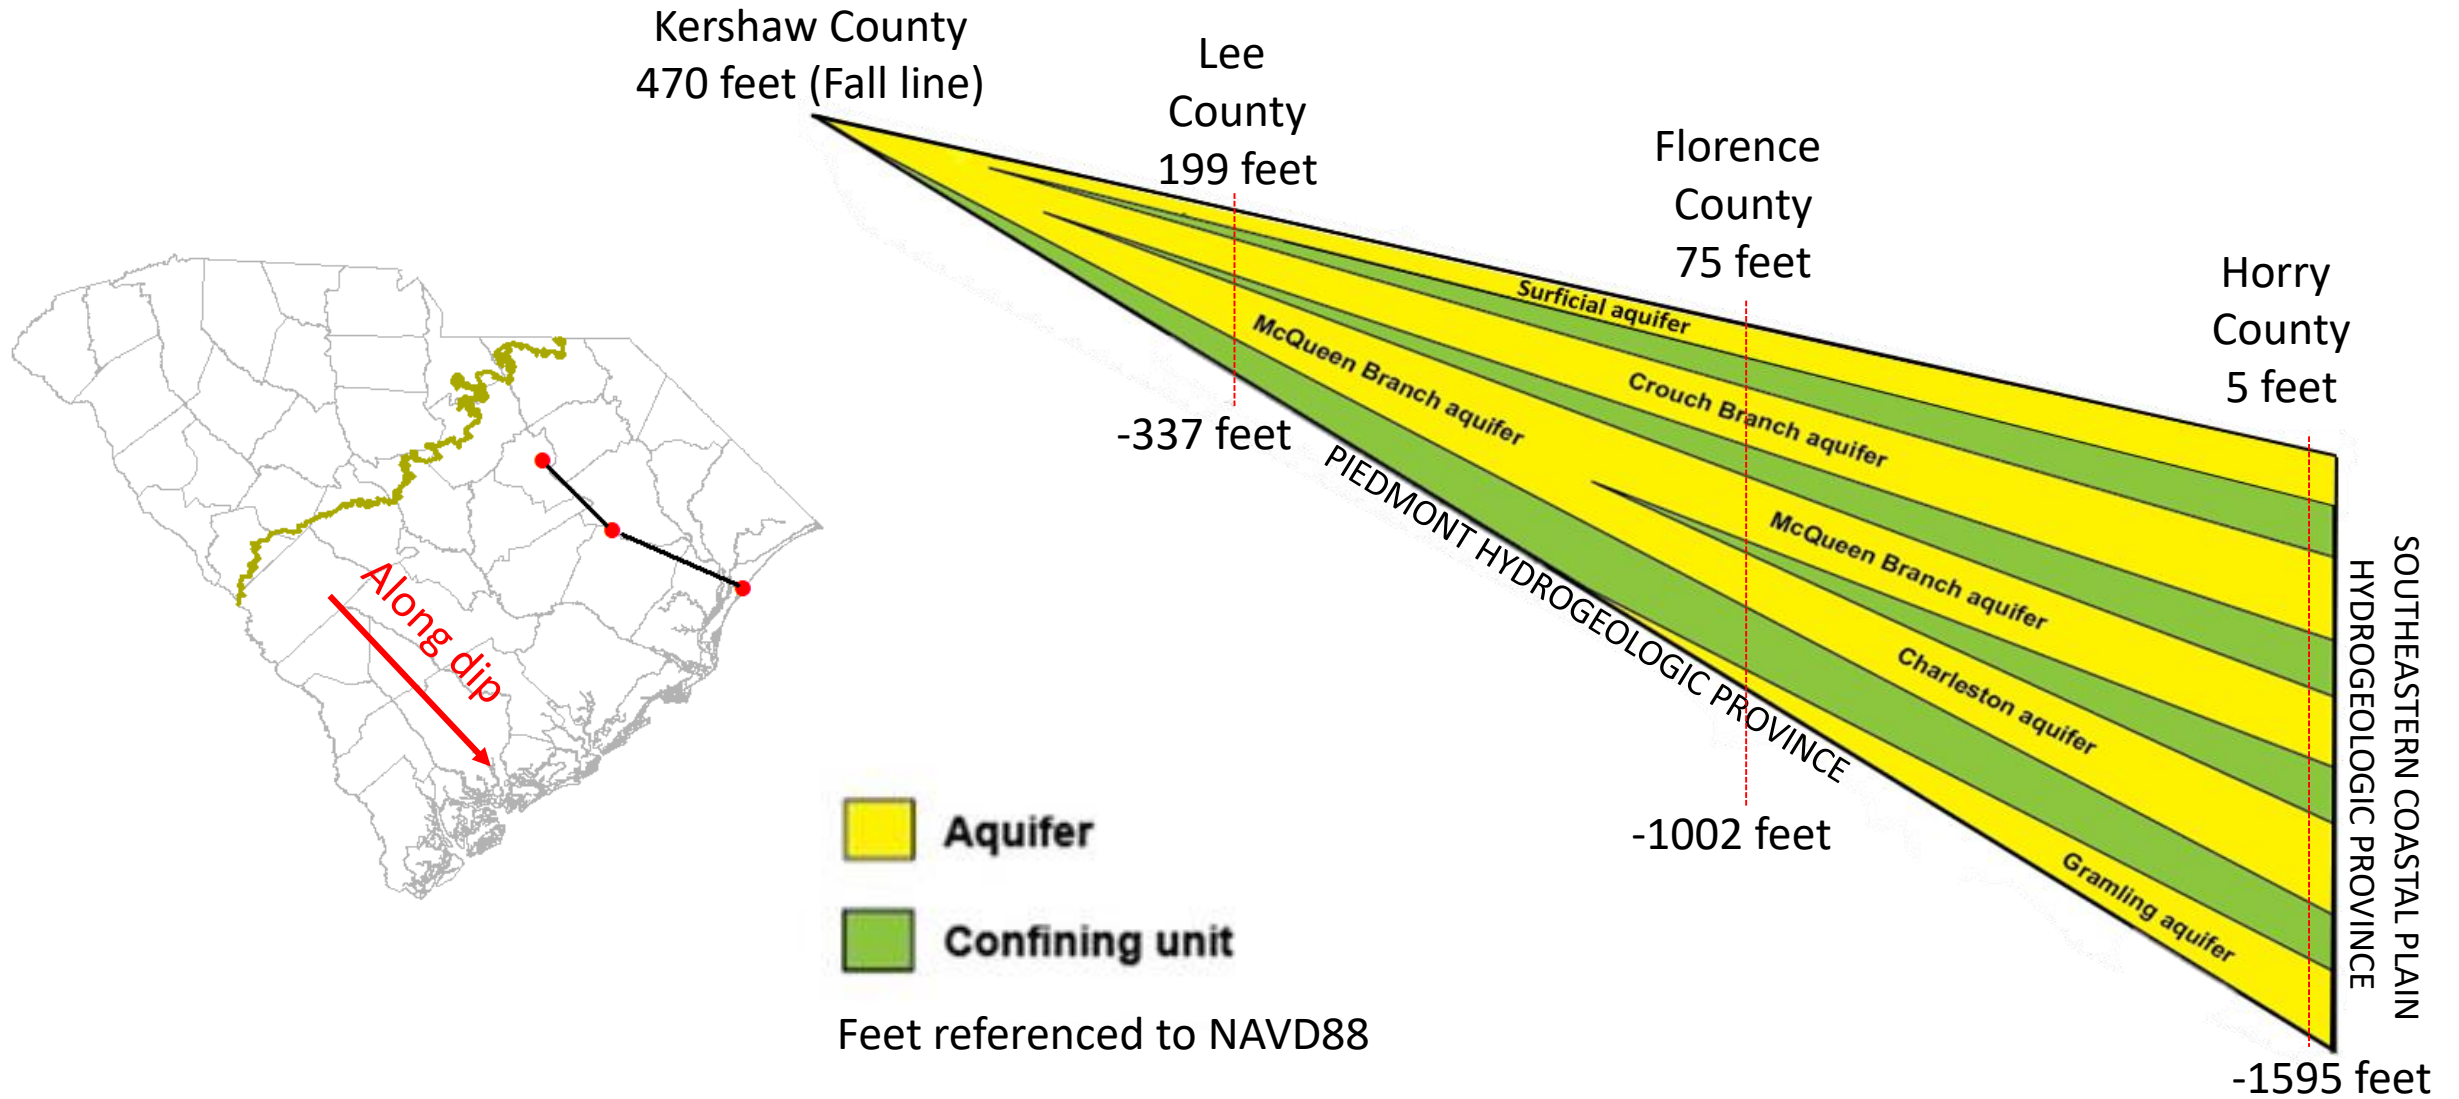 Kershaw County
470 feet (Fall line)
Lee
County
199 feet
Florence
County
75 feet
Horry
County
5 feet
Surficial aquifer
Crouch Branch aquifer
McQueen Branch aquifer
McQueen Branch aquifer
Charleston aquifer
Gramling aquifer
-337 feet
-1002 feet
-1595 feet
PIEDMONT HYDROGEOLOGIC PROVINCE
SOUTHEASTERN COASTAL PLAIN
HYDROGEOLOGIC PROVINCE
Along dip
Aquifer
Confining unit
Feet referenced to NAVD88